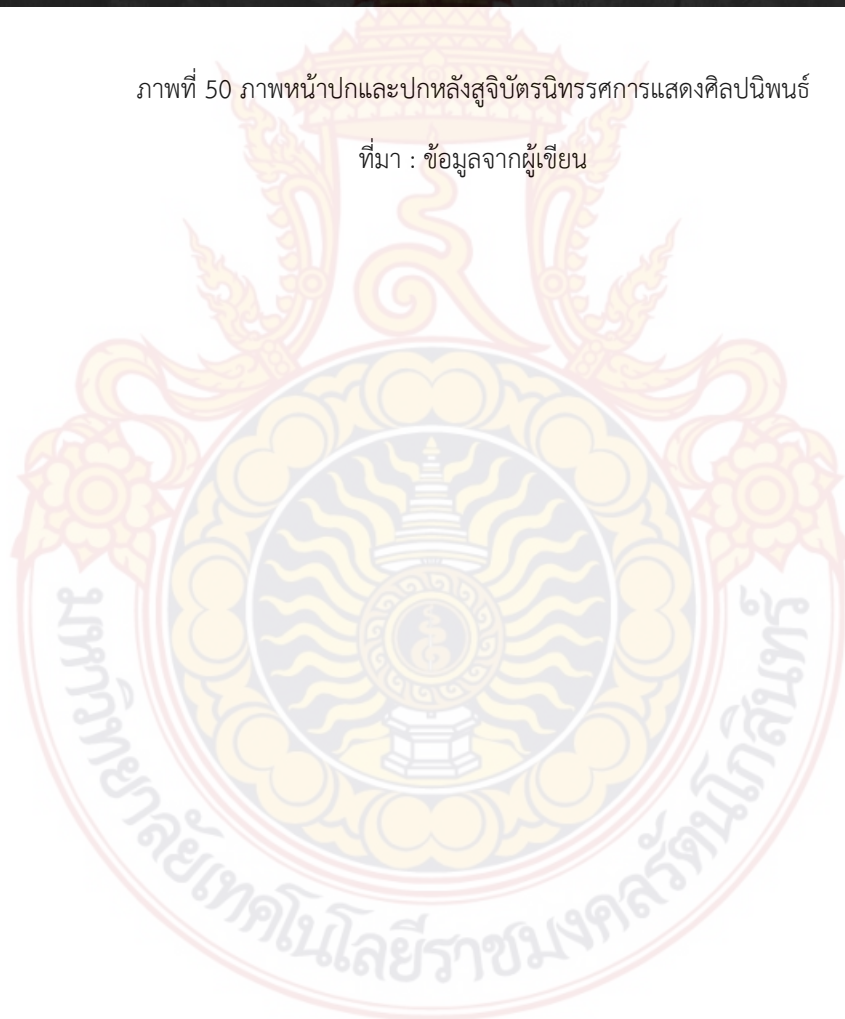 ภาพที่ 50 ภาพหน้าปกและปกหลังสูจิบัตรนิทรรศการแสดงศิลปนิพนธ์
ที่มา : ข้อมูลจากผู้เขียน
มหาวิทยาลัยเทคโนโลยีราชมงคลรัตนโกสินทร์